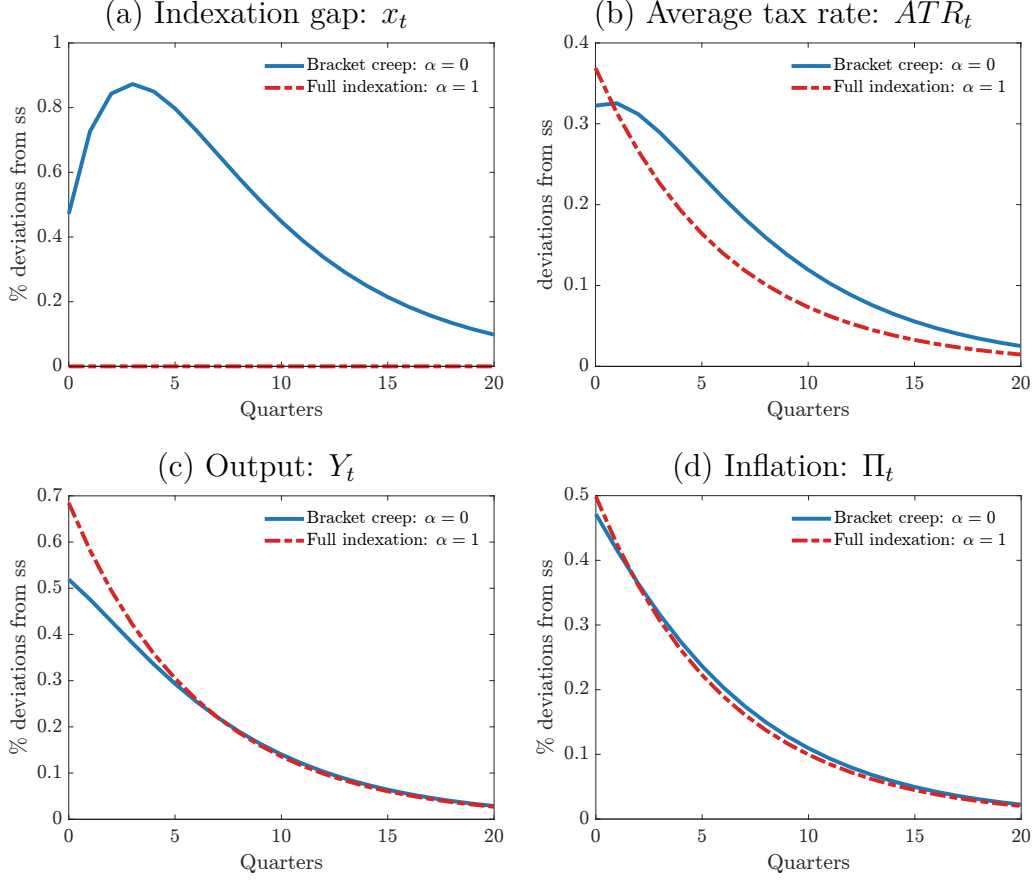 (a) Indexation gap: x_t
1
0.8
0.6
0.4
0.2
0
% deviations from ss
Bracket creep: α = 0
Full indexation: α = 1
0 5 10 15 20
Quarters
(b) Average tax rate: ATR_t
0.4
0.3
0.2
0.1
0
deviations from ss
Bracket creep: α = 0
Full indexation: α = 1
0 5 10 15 20
Quarters
(c) Output: Y_t
0.7
0.6
0.5
0.4
0.3
0.2
0.1
0
% deviations from ss
Bracket creep: α = 0
Full indexation: α = 1
0 5 10 15 20
Quarters
(d) Inflation: Π_t
0.5
0.4
0.3
0.2
0.1
0
% deviations from ss
Bracket creep: α = 0
Full indexation: α = 1
0 5 10 15 20
Quarters